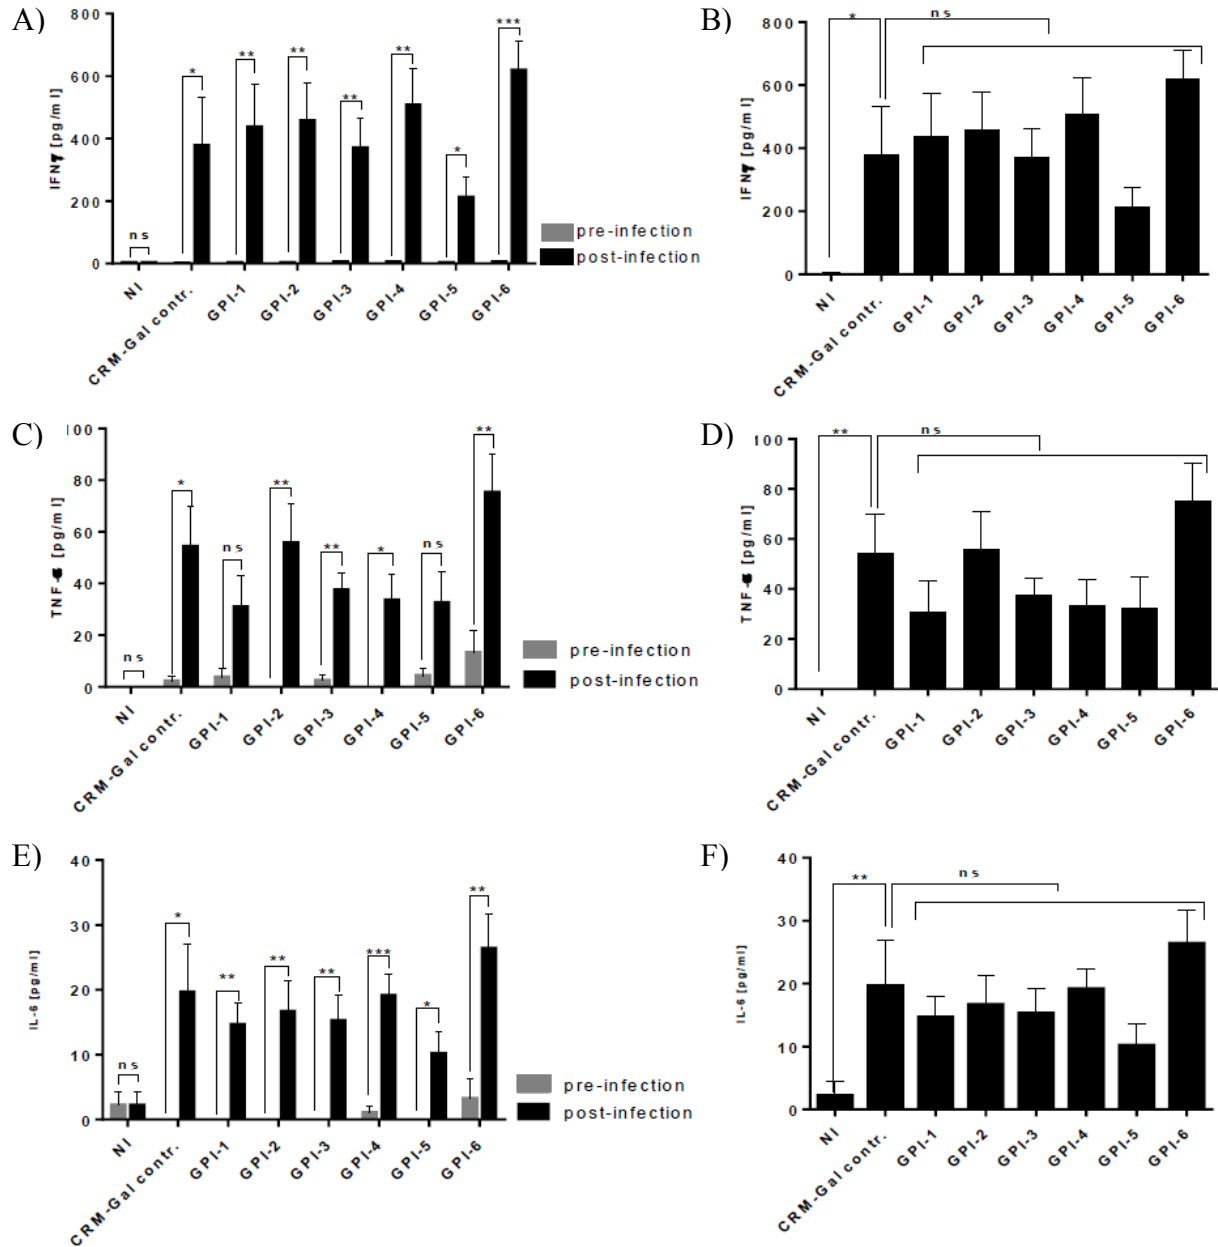 A)
800
600
400
200
0
IFNγ [pg/ml]
ns
*
**
**
**
**
*
***
pre-infection
post-infection
NI
CRM-Gal contr.
GPI-1
GPI-2
GPI-3
GPI-4
GPI-5
GPI-6
B)
800
600
400
200
0
IFNγ [pg/ml]
*
ns
NI
CRM-Gal contr.
GPI-1
GPI-2
GPI-3
GPI-4
GPI-5
GPI-6
C)
100
80
60
40
20
0
TNF-α [pg/ml]
ns
*
ns
**
**
*
ns
**
pre-infection
post-infection
NI
CRM-Gal contr.
GPI-1
GPI-2
GPI-3
GPI-4
GPI-5
GPI-6
D)
100
80
60
40
20
0
TNF-α [pg/ml]
**
ns
NI
CRM-Gal contr.
GPI-1
GPI-2
GPI-3
GPI-4
GPI-5
GPI-6
E)
40
30
20
10
0
IL-6 [pg/ml]
ns
*
**
**
**
***
*
**
pre-infection
post-infection
NI
CRM-Gal contr.
GPI-1
GPI-2
GPI-3
GPI-4
GPI-5
GPI-6
F)
40
30
20
10
0
IL-6 [pg/ml]
**
ns
NI
CRM-Gal contr.
GPI-1
GPI-2
GPI-3
GPI-4
GPI-5
GPI-6